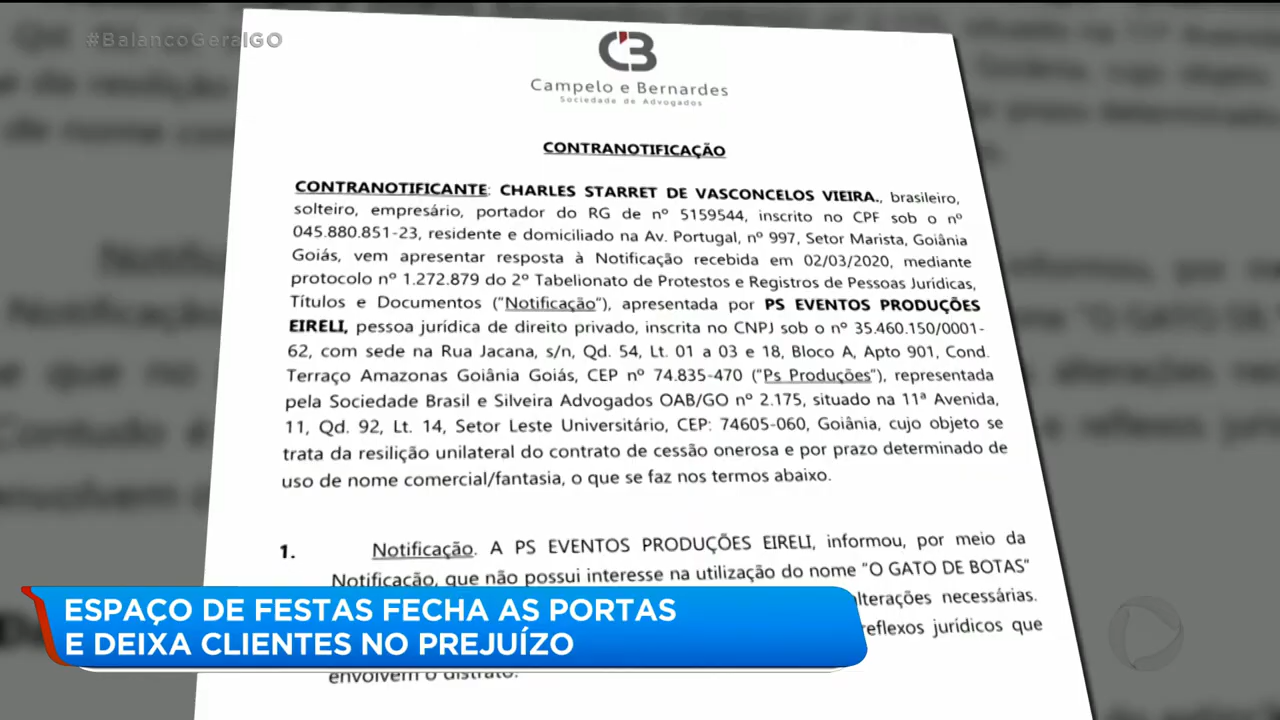 #BalancoGeralGO
CB
Campelo e Bernardes
Sociedade de Advogados
CONTRANOTIFICAÇÃO
CONTRANOTIFICANTE: CHARLES STARRET DE VASCONCELOS VIEIRA., brasileiro,
solteiro, empresário, portador do RG de nº 5159544, inscrito no CPF sob o nº
045.880.851-23, residente e domiciliado na Av. Portugal, nº 997, Setor Marista, Goiânia
Goiás, vem apresentar resposta à Notificação recebida em 02/03/2020, mediante
protocolo nº 1.272.879 do 2º Tabelionato de Protestos e Registros de Pessoas Jurídicas,
Títulos e Documentos ("Notificação"), apresentada por PS EVENTOS PRODUÇÕES
EIRELI, pessoa jurídica de direito privado, inscrita no CNPJ sob o nº 35.460.150/0001-
62, com sede na Rua Jacana, s/n, Qd. 54, Lt. 01 a 03 e 18, Bloco A, Apto 901, Cond.
Terraço Amazonas Goiânia Goiás, CEP nº 74.835-470 ("Ps Produções"), representada
pela Sociedade Brasil e Silveira Advogados OAB/GO nº 2.175, situado na 11ª Avenida,
11, Qd. 92, Lt. 14, Setor Leste Universitário, CEP: 74605-060, Goiânia, cujo objeto se
trata da resilição unilateral do contrato de cessão onerosa e por prazo determinado de
uso de nome comercial/fantasia, o que se faz nos termos abaixo.
1. Notificação. A PS EVENTOS PRODUÇÕES EIRELI, informou, por meio da
Notificação, que não possui interesse na utilização do nome "O GATO DE BOTAS"
alterações necessárias.
reflexos jurídicos que
envolvem o distrato.
ESPAÇO DE FESTAS FECHA AS PORTAS
E DEIXA CLIENTES NO PREJUÍZO